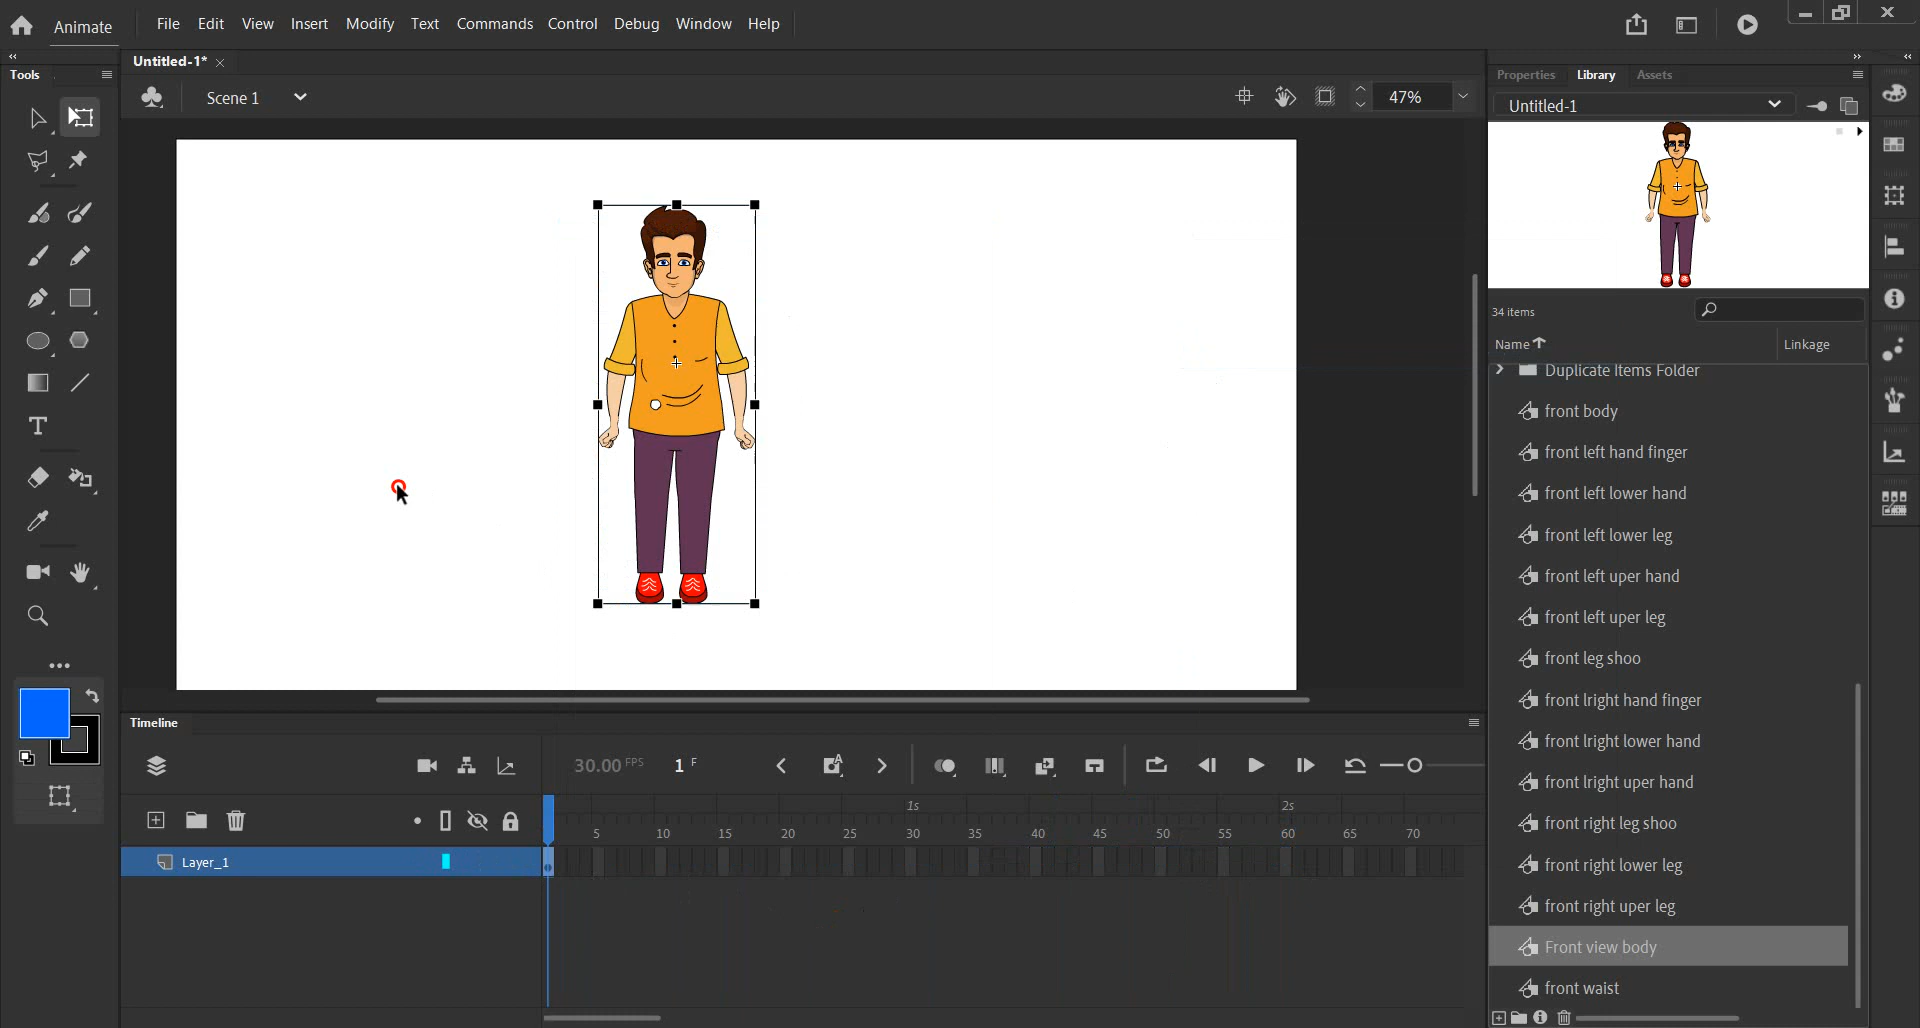 Animate
File Edit View Insert Modify Text Commands Control Debug Window Help
Tools
Untitled-1*
Scene 1
47%
Properties Library Assets
Untitled-1
34 items
Name Linkage
Duplicate Items Folder
front body
front left hand finger
front left lower hand
front left lower leg
front left uper hand
front left uper leg
front leg shoo
front lright hand finger
front lright lower hand
front lright uper hand
front right leg shoo
front right lower leg
front right uper leg
Front view body
front waist
Timeline
30.00 FPS 1 F
1s 2s
5 10 15 20 25 30 35 40 45 50 55 60 65 70
Layer_1